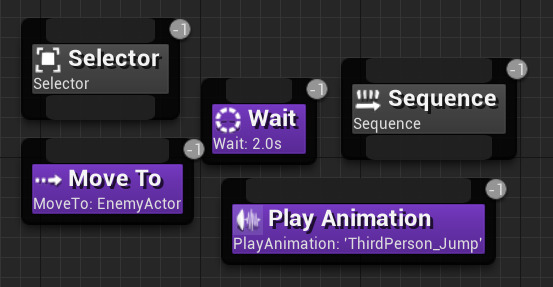 -1
Selector
Selector
-1
Wait
Wait: 2.0s
-1
Sequence
Sequence
-1
Move To
MoveTo: EnemyActor
-1
Play Animation
PlayAnimation: 'ThirdPerson_Jump'